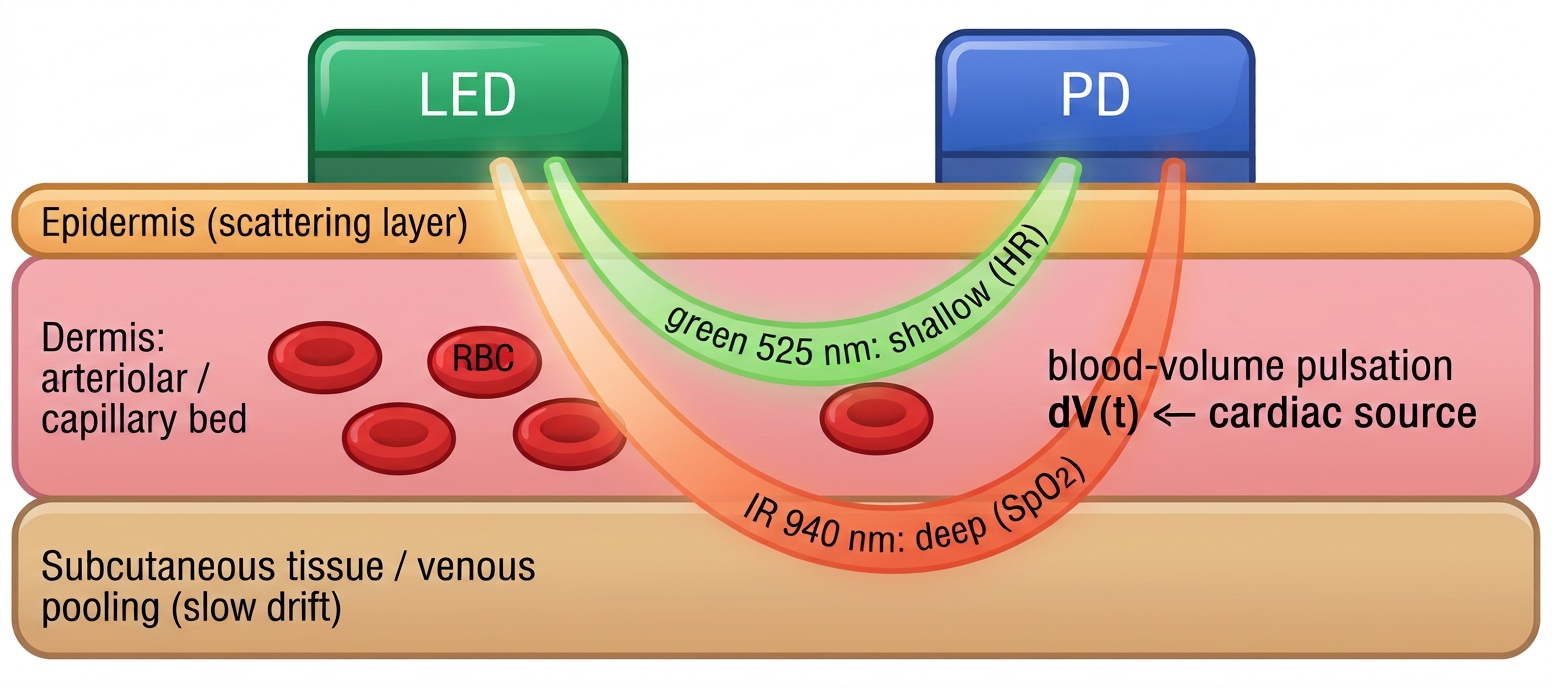 LED
PD
Epidermis (scattering layer)
green 525 nm: shallow (HR)
Dermis:
arteriolar /
capillary bed
RBC
blood-volume pulsation
dV(t) ← cardiac source
IR 940 nm: deep (SpO₂)
Subcutaneous tissue / venous
pooling (slow drift)